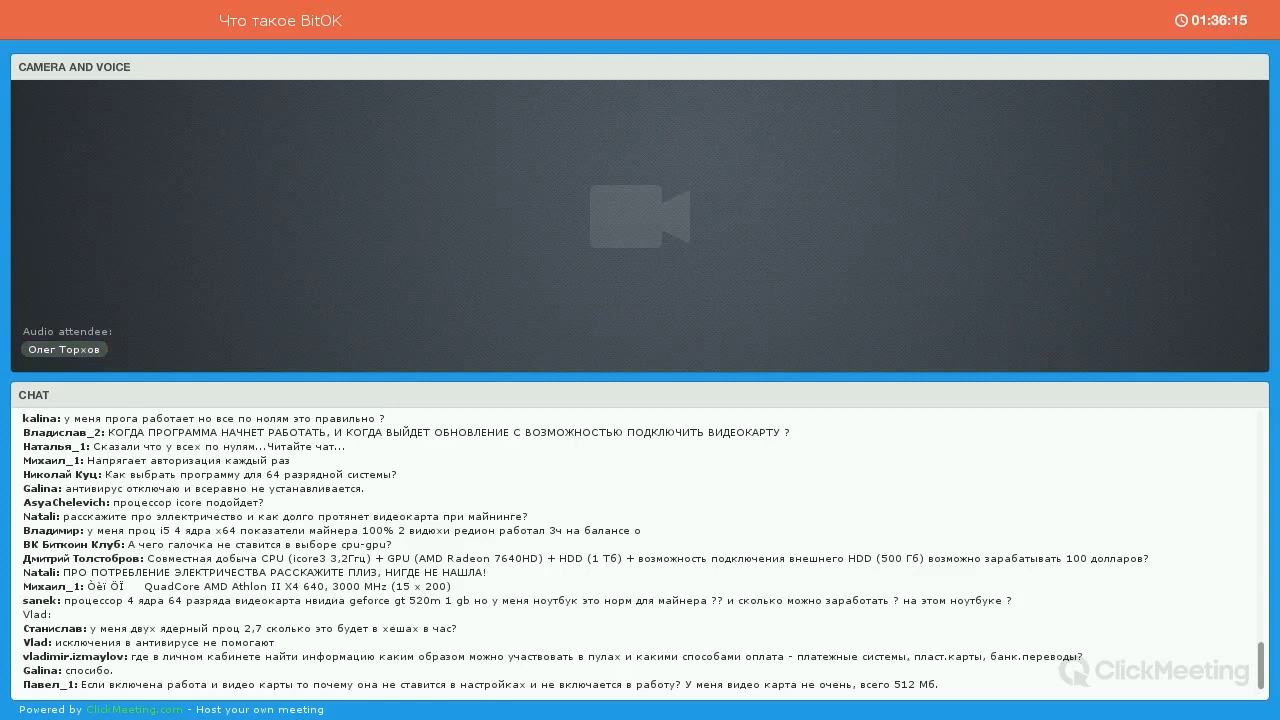 Что такое BitOK
01:36:15
CAMERA AND VOICE
Audio attendee:
Олег Торхов
CHAT
kalina: у меня прога работает но все по нолям это правильно ?
Владислав_2: КОГДА ПРОГРАММА НАЧНЕТ РАБОТАТЬ, И КОГДА ВЫЙДЕТ ОБНОВЛЕНИЕ С ВОЗМОЖНОСТЬЮ ПОДКЛЮЧИТЬ ВИДЕОКАРТУ ?
Наталья_1: Сказали что у всех по нулям...Читайте чат...
Михаил_1: Напрягает авторизация каждый раз
Николай Куц: Как выбрать программу для 64 разрядной системы?
Galina: антивирус отключаю и всеравно не устанавливается.
AsyaChelevich: процессор icore подойдет?
Natali: расскажите про эллектричество и как долго протянет видеокарта при майнинге?
Владимир: у меня проц i5 4 ядра x64 показатели майнера 100% 2 видюхи редион работал 3ч на балансе о
ВК Биткоин Клуб: А чего галочка не ставится в выборе cpu-gpu?
Дмитрий Толстобров: Совместная добыча CPU (icore3 3,2Ггц) + GPU (AMD Radeon 7640HD) + HDD (1 Тб) + возможность подключения внешнего HDD (500 Гб) возможно зарабатывать 100 долларов?
Natali: ПРО ПОТРЕБЛЕНИЕ ЭЛЕКТРИЧЕСТВА РАССКАЖИТЕ ПЛИЗ, НИГДЕ НЕ НАШЛА!
Михаил_1: Òèï ÖÏ QuadCore AMD Athlon II X4 640, 3000 MHz (15 x 200)
sanek: процессор 4 ядра 64 разряда видеокарта нвидиа geforce gt 520m 1 gb но у меня ноутбук это норм для майнера ?? и сколько можно заработать ? на этом ноутбуке ?
Vlad:
Станислав: у меня двух ядерный проц 2,7 сколько это будет в хешах в час?
Vlad: исключения в антивирусе не помогают
vladimir.izmaylov: где в личном кабинете найти информацию каким образом можно участвовать в пулах и какими способами оплата - платежные системы, пласт.карты, банк.переводы?
Galina: спосибо.
Павел_1: Если включена работа и видео карты то почему она не ставится в настройках и не включается в работу? У меня видео карта не очень, всего 512 Мб.
ClickMeeting
Powered by ClickMeeting.com - Host your own meeting